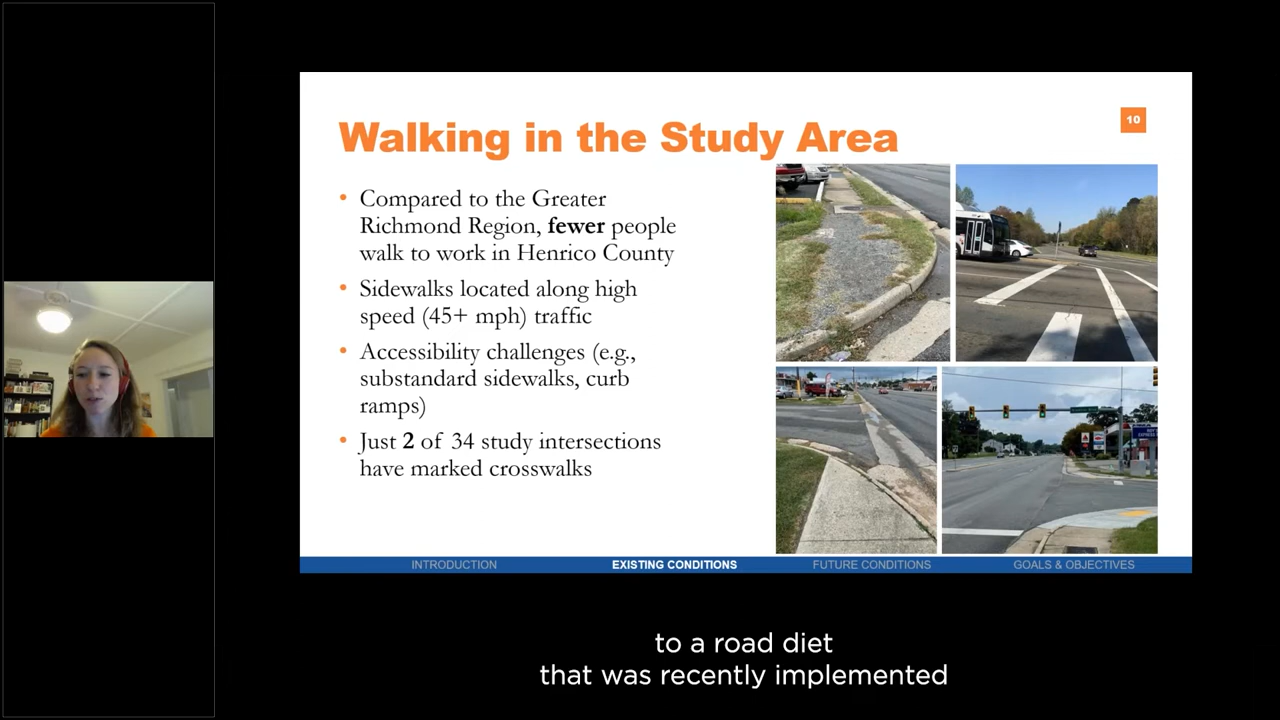 Walking in the Study Area
10
• Compared to the Greater
Richmond Region, fewer people
walk to work in Henrico County
• Sidewalks located along high
speed (45+ mph) traffic
• Accessibility challenges (e.g.,
substandard sidewalks, curb
ramps)
• Just 2 of 34 study intersections
have marked crosswalks
INTRODUCTION
EXISTING CONDITIONS
FUTURE CONDITIONS
GOALS & OBJECTIVES
to a road diet
that was recently implemented